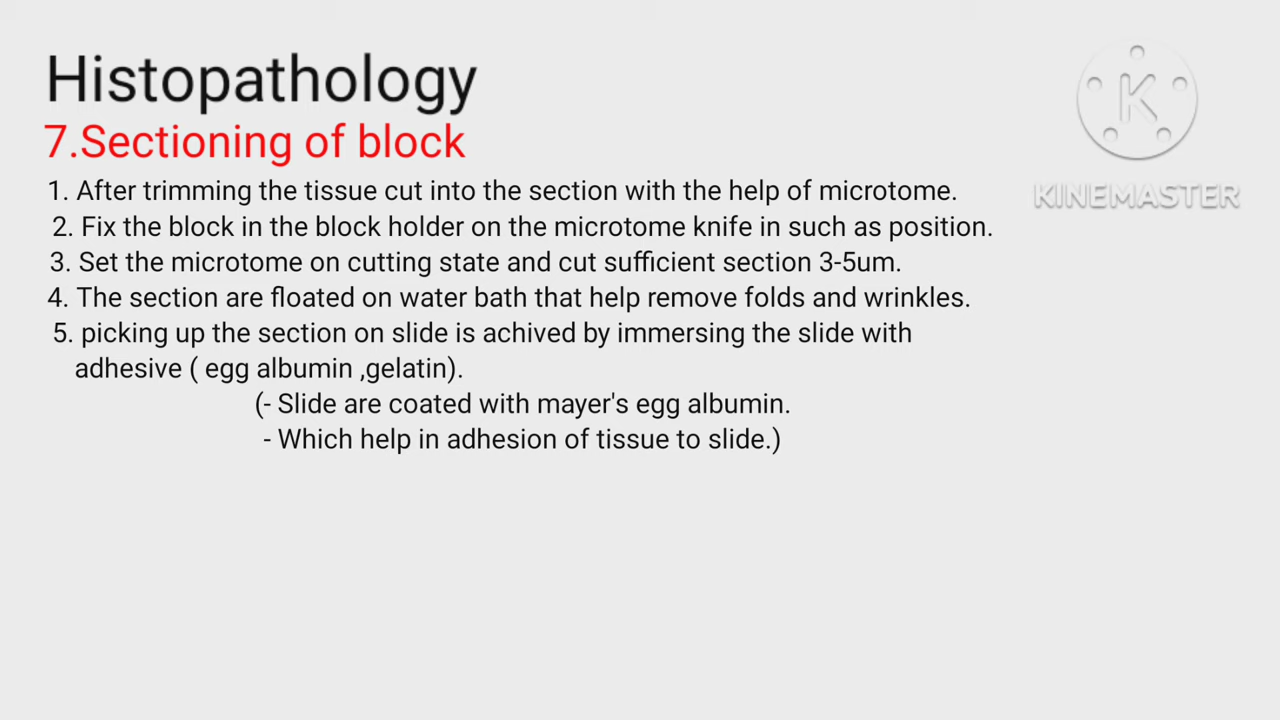 Histopathology
7.Sectioning of block
1. After trimming the tissue cut into the section with the help of microtome.
2. Fix the block in the block holder on the microtome knife in such as position.
3. Set the microtome on cutting state and cut sufficient section 3-5um.
4. The section are floated on water bath that help remove folds and wrinkles.
5. picking up the section on slide is achived by immersing the slide with
adhesive ( egg albumin ,gelatin).
(- Slide are coated with mayer's egg albumin.
- Which help in adhesion of tissue to slide.)
K
KINEMASTER